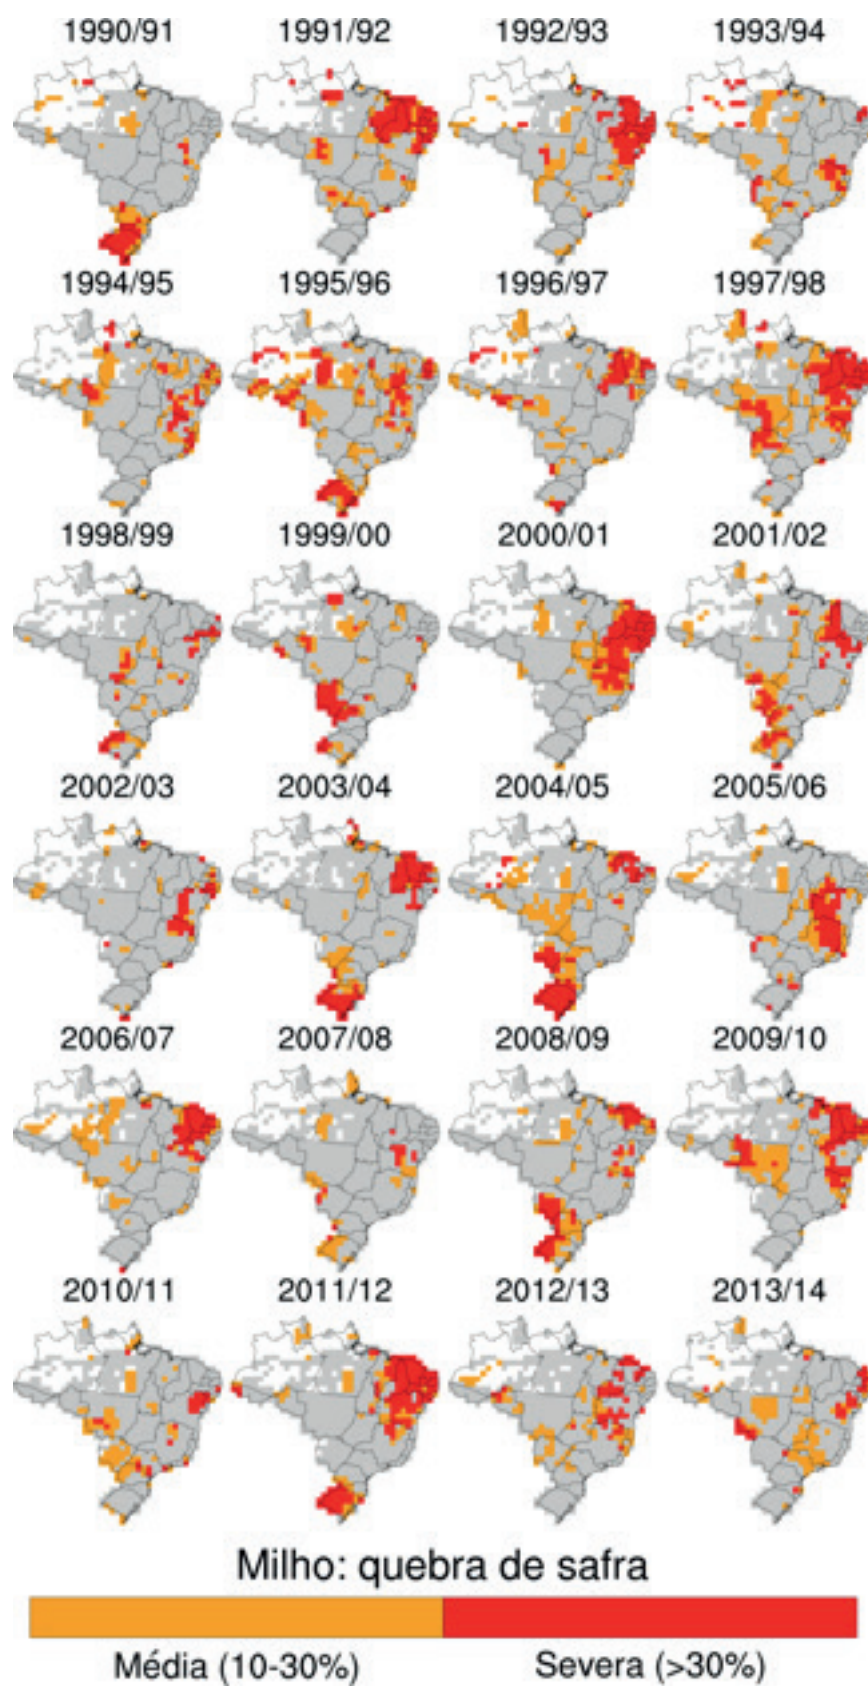 1990/91 1991/92 1992/93 1993/94
1994/95 1995/96 1996/97 1997/98
1998/99 1999/00 2000/01 2001/02
2002/03 2003/04 2004/05 2005/06
2006/07 2007/08 2008/09 2009/10
2010/11 2011/12 2012/13 2013/14
Milho: quebra de safra
Média (10-30%) Severa (>30%)